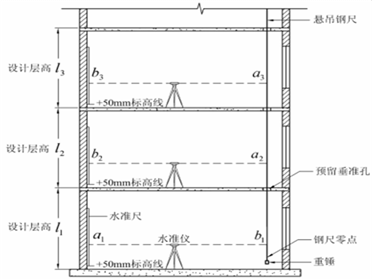 悬吊钢尺
设计层高 l3
b3
a3
+50mm标高线
设计层高 l2
b2
a2
+50mm标高线
预留垂准孔
水准尺
设计层高 l1
a1
水准仪
b1
钢尺零点
+50mm标高线
重锤